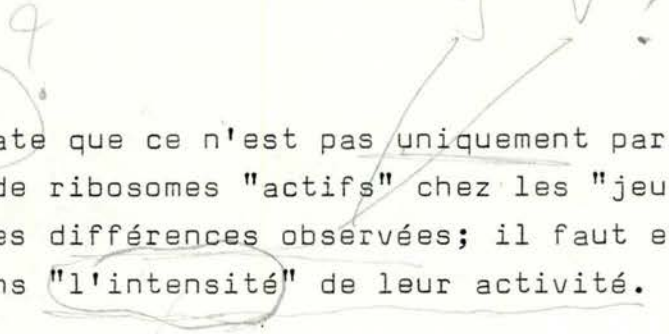 ate que ce n'est pas uniquement par
de ribosomes "actifs" chez les "jeu
es différences observées; il faut e
ns "l'intensité" de leur activité.